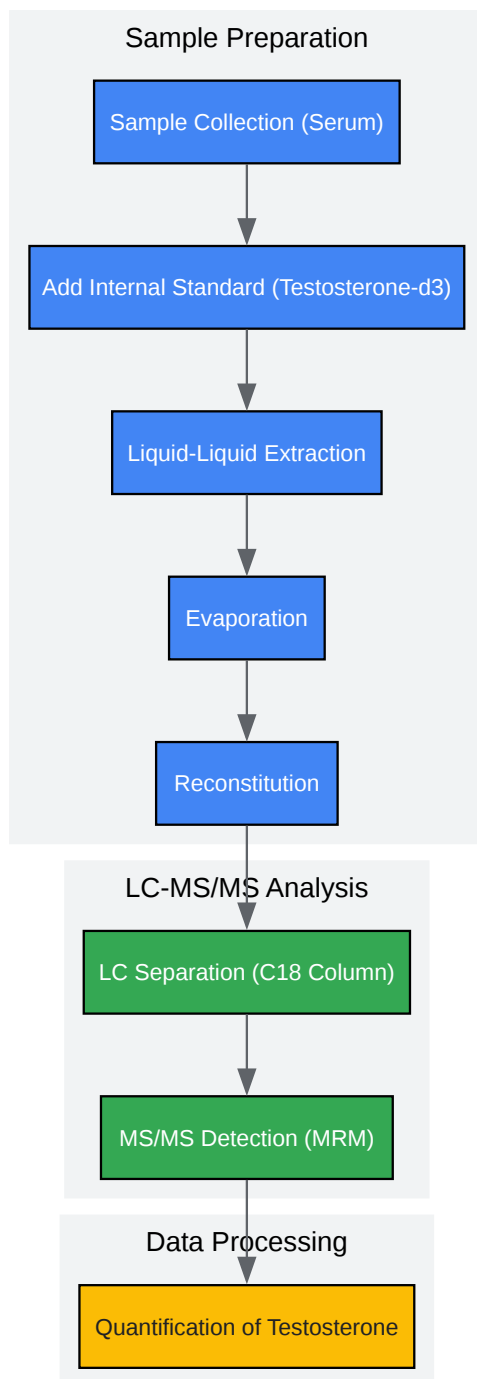 Sample Preparation
Sample Collection (Serum)
Add Internal Standard (Testosterone-d3)
Liquid-Liquid Extraction
Evaporation
Reconstitution
LC-MS/MS Analysis
LC Separation (C18 Column)
MS/MS Detection (MRM)
Data Processing
Quantification of Testosterone